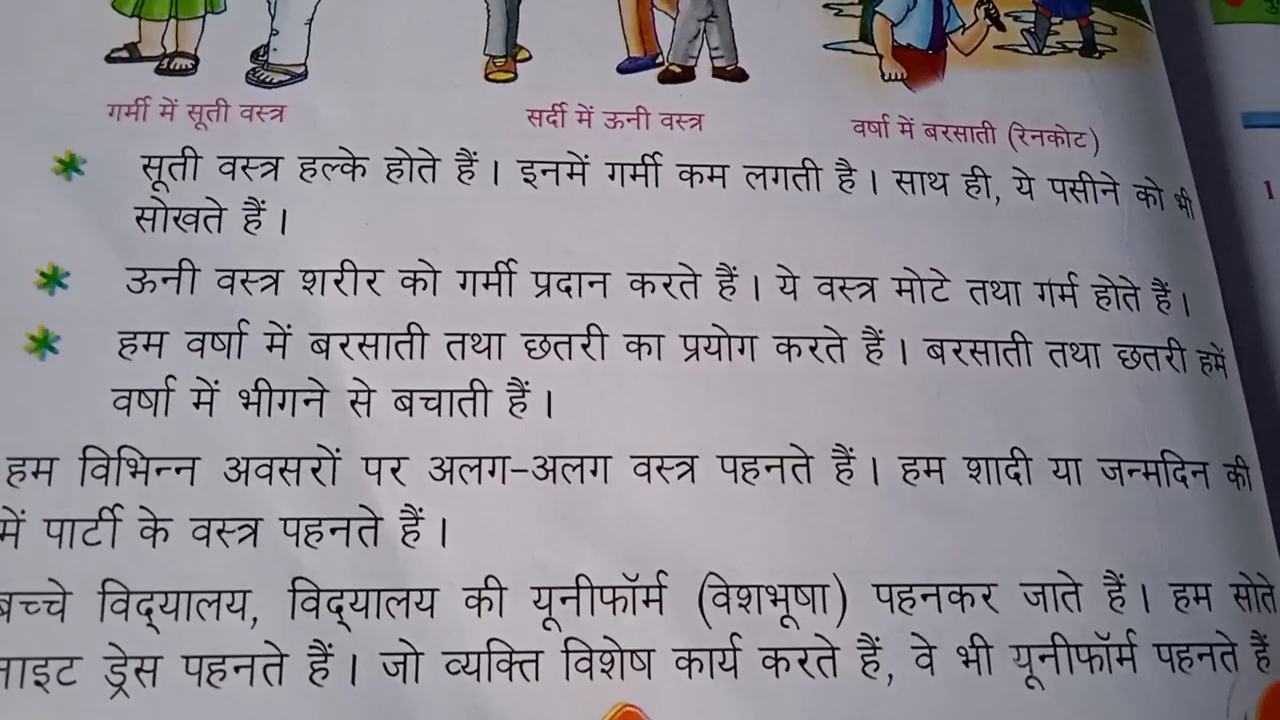 गर्मी में सूती वस्त्र
सर्दी में ऊनी वस्त्र
वर्षा में बरसाती (रेनकोट)
सूती वस्त्र हल्के होते हैं। इनमें गर्मी कम लगती है। साथ ही, ये पसीने को भी
सोखते हैं।
ऊनी वस्त्र शरीर को गर्मी प्रदान करते हैं। ये वस्त्र मोटे तथा गर्म होते हैं।
हम वर्षा में बरसाती तथा छतरी का प्रयोग करते हैं। बरसाती तथा छतरी हमें
वर्षा में भीगने से बचाती हैं।
हम विभिन्न अवसरों पर अलग-अलग वस्त्र पहनते हैं। हम शादी या जन्मदिन की
में पार्टी के वस्त्र पहनते हैं।
बच्चे विद्यालय, विद्यालय की यूनीफॉर्म (वेशभूषा) पहनकर जाते हैं। हम सोते
नाइट ड्रेस पहनते हैं। जो व्यक्ति विशेष कार्य करते हैं, वे भी यूनीफॉर्म पहनते हैं
1